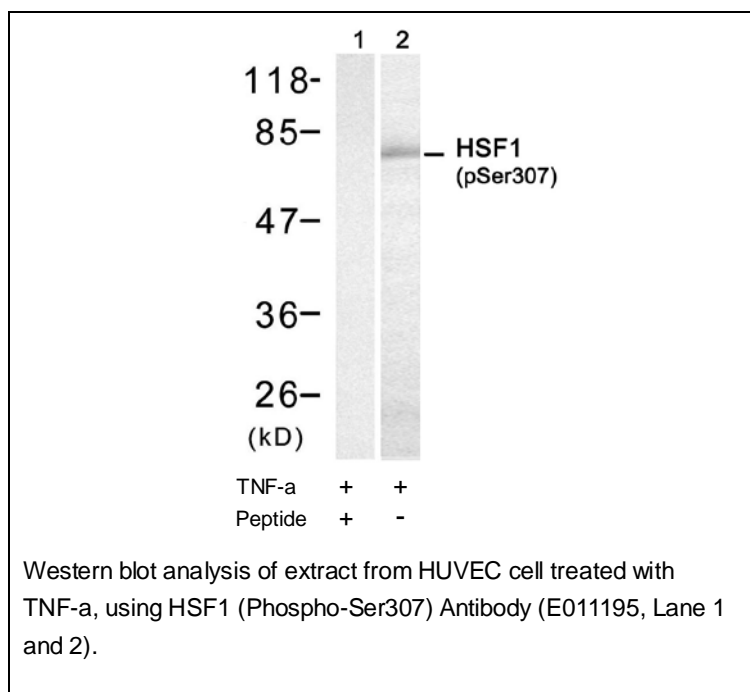 1 2
118-
85-
HSF1
(pSer307)
47-
36-
26-
(kD)
TNF-a + +
Peptide + -
Western blot analysis of extract from HUVEC cell treated with
TNF-a, using HSF1 (Phospho-Ser307) Antibody (E011195, Lane 1
and 2).